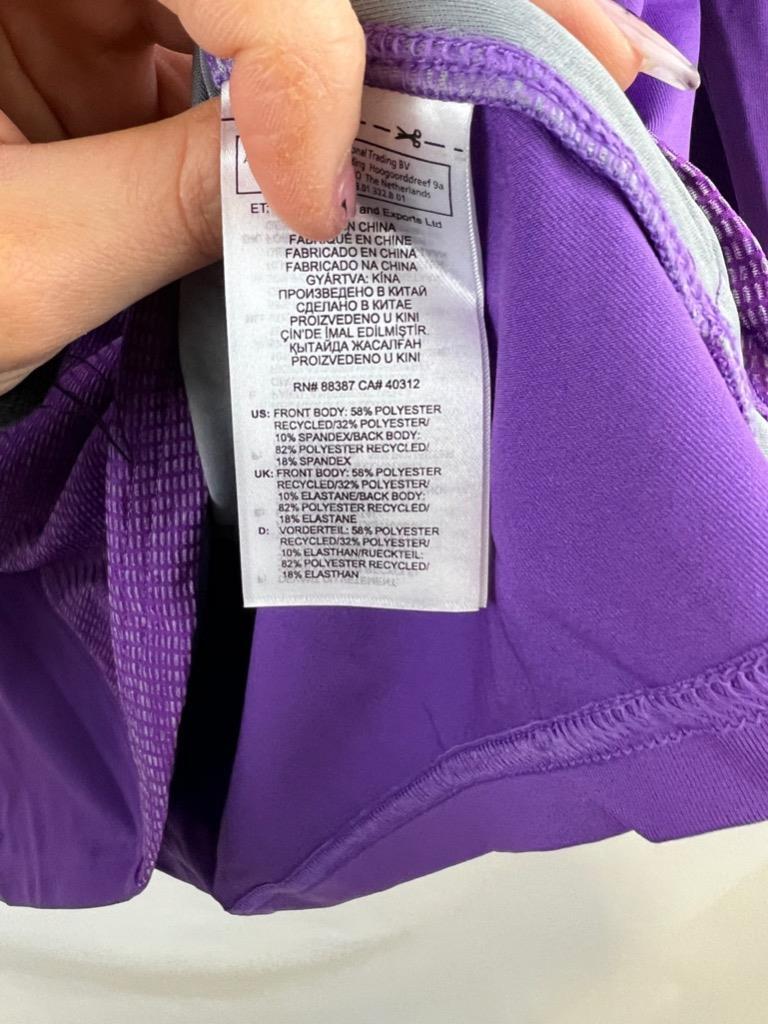 onal Trading BV
Hoogoorddreef 9a
The Netherlands
ET:
and Exports Ltd
EN CHINA
FABRIQUÉ EN CHINE
FABRICADO EN CHINA
FABRICADO NA CHINA
GYÁRTVA: KÍNA
ПРОИЗВЕДЕНО В КИТАЙ
СДЕЛАНО В КИТАЕ
PROIZVEDENO U KINI
ÇİN'DE İMAL EDİLMİŞTİR.
ҚЫТАЙДА ЖАСАЛҒАН
PROIZVEDENO U KINI
RN# 88387 CA# 40312
US: FRONT BODY: 58% POLYESTER
RECYCLED/32% POLYESTER/
10% SPANDEX/BACK BODY:
82% POLYESTER RECYCLED/
18% SPANDEX
UK: FRONT BODY: 58% POLYESTER
RECYCLED/32% POLYESTER/
10% ELASTANE/BACK BODY:
82% POLYESTER RECYCLED/
18% ELASTANE
D: VORDERTEIL: 58% POLYESTER
RECYCLED/32% POLYESTER/
10% ELASTHAN/RUECKTEIL:
82% POLYESTER RECYCLED/
18% ELASTHAN